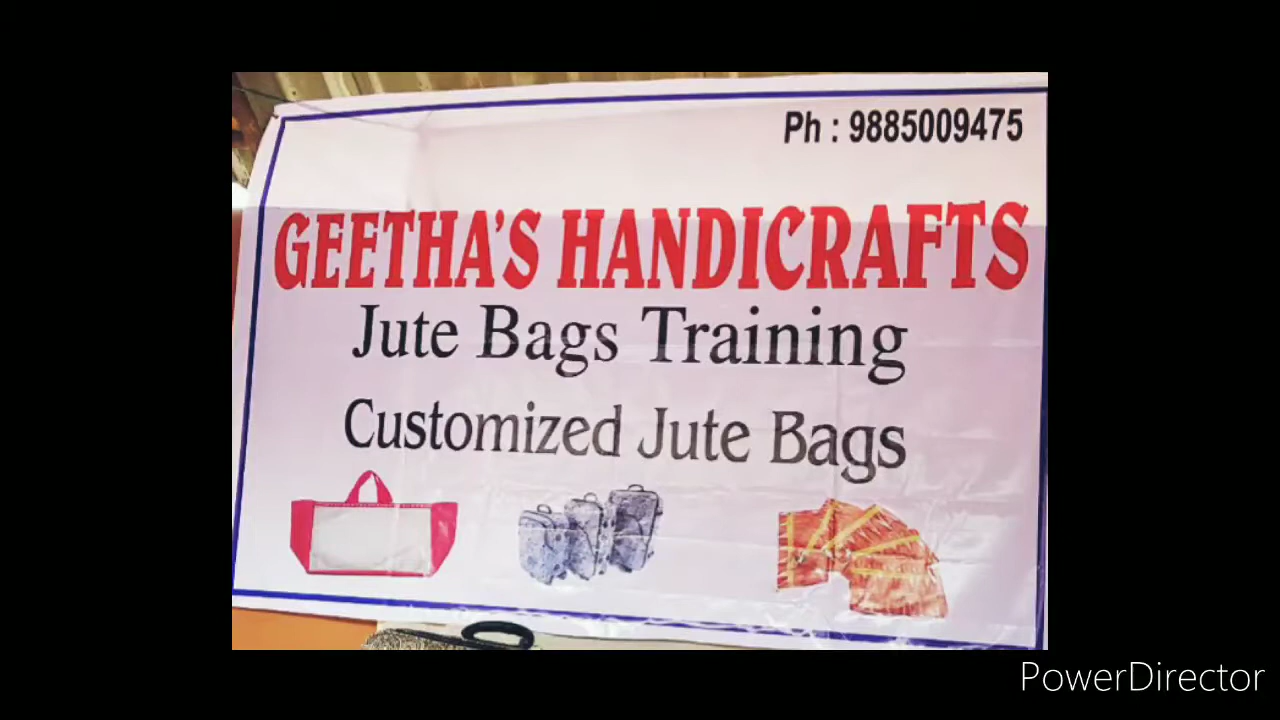 Ph : 9885009475
GEETHA'S HANDICRAFTS
Jute Bags Training
Customized Jute Bags
PowerDirector